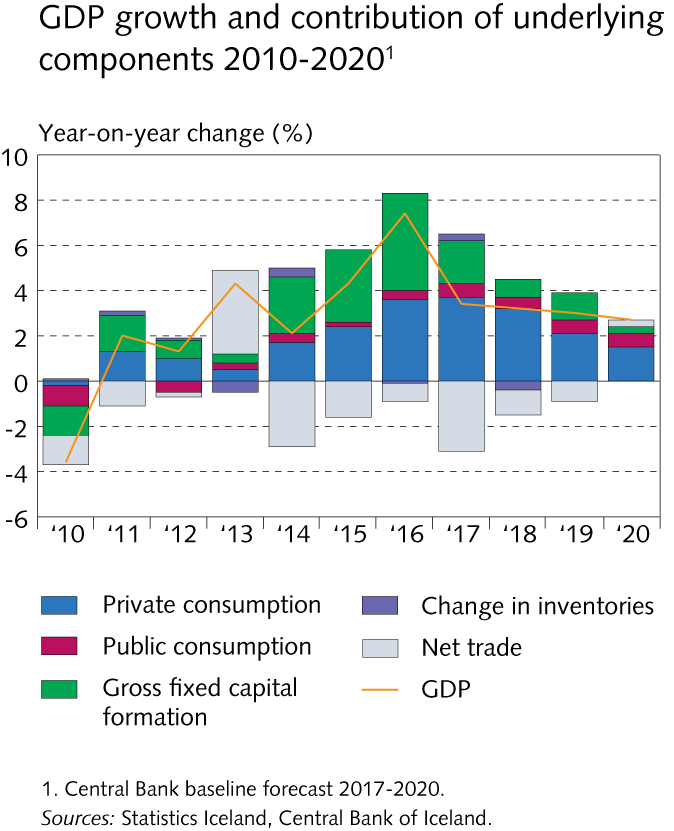 GDP growth and contribution of underlying
components 2010-2020¹
Year-on-year change (%)
10
8
6
4
2
0
-2
-4
-6
‘10 ‘11 ‘12 ‘13 ‘14 ‘15 ‘16 ‘17 ‘18 ‘19 ‘20
Private consumption
Public consumption
Gross fixed capital
formation
Change in inventories
Net trade
GDP
1. Central Bank baseline forecast 2017-2020.
Sources: Statistics Iceland, Central Bank of Iceland.